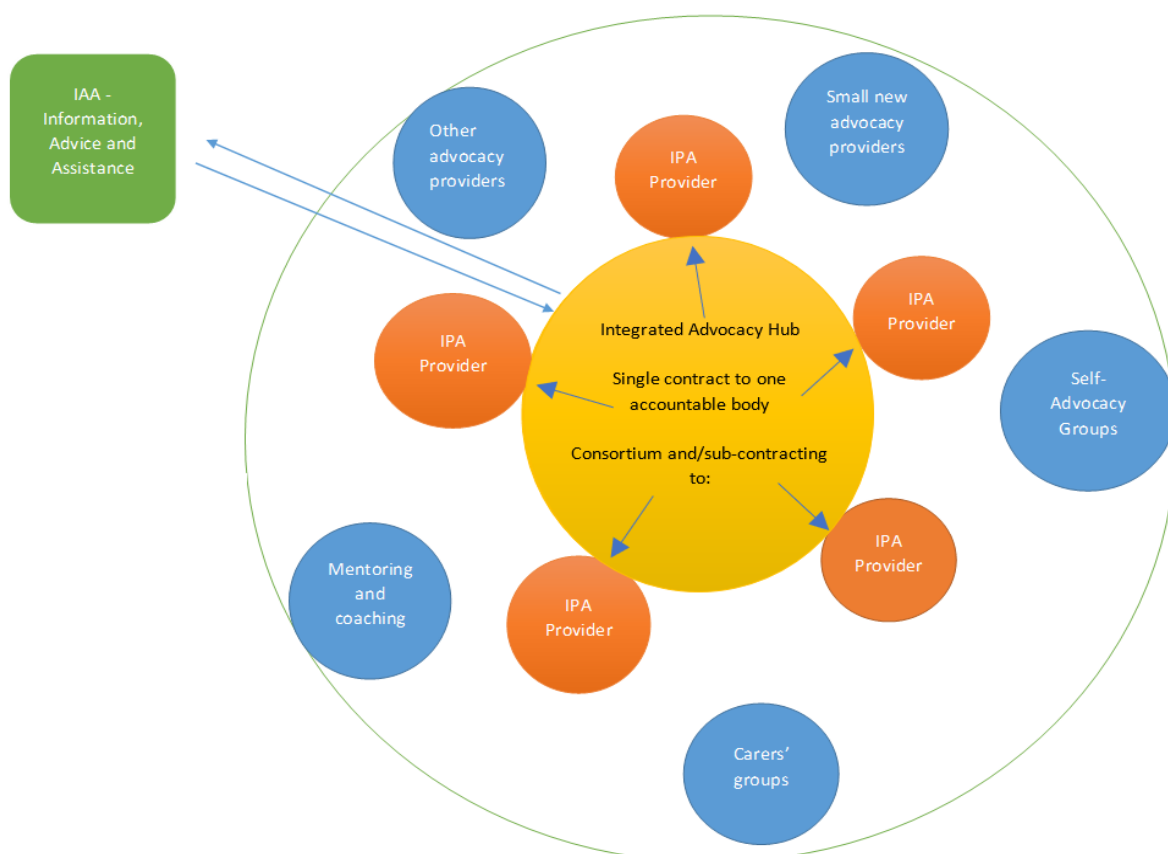 IAA -
Information,
Advice and
Assistance
Other
advocacy
providers
IPA
Provider
Small new
advocacy
providers
IPA
Provider
IPA
Provider
Integrated Advocacy Hub
Single contract to one
accountable body
Consortium and/sub-contracting
to:
Self-
Advocacy
Groups
IPA
Provider
Mentoring
and
coaching
IPA
Provider
Carers’
groups